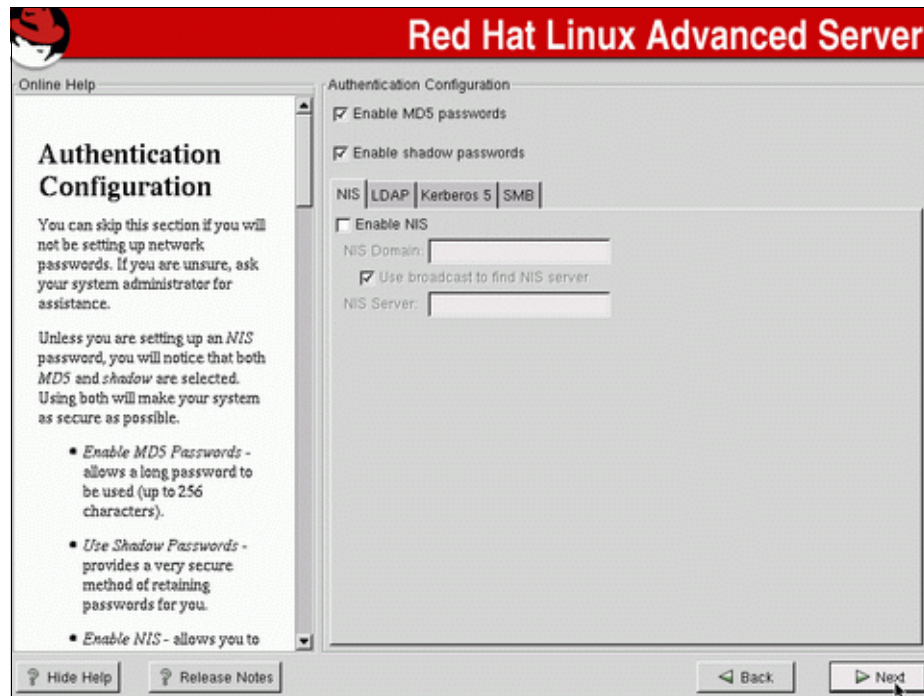 Red Hat Linux Advanced Server
Online Help
Authentication
Configuration
You can skip this section if you will
not be setting up network
passwords. If you are unsure, ask
your system administrator for
assistance.
Unless you are setting up an NIS
password, you will notice that both
MD5 and shadow are selected.
Using both will make your system
as secure as possible.
• Enable MD5 Passwords -
allows a long password to
be used (up to 256
characters).
• Use Shadow Passwords -
provides a very secure
method of retaining
passwords for you.
• Enable NIS - allows you to
Authentication Configuration
Enable MD5 passwords
Enable shadow passwords
NIS LDAP Kerberos 5 SMB
Enable NIS
NIS Domain:
Use broadcast to find NIS server
NIS Server:
Hide Help Release Notes Back Next